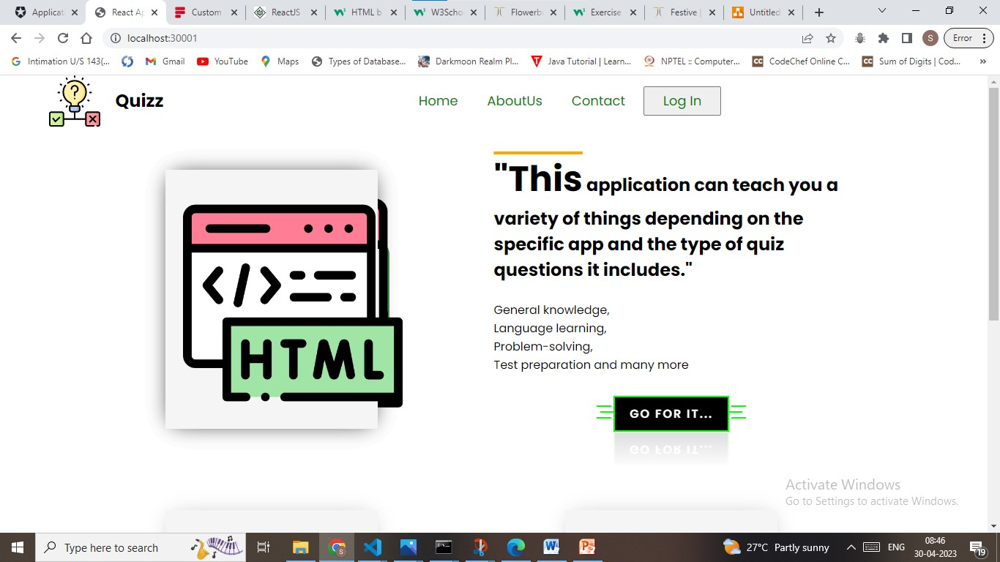 Applicati
React Ap
Custom
ReactJS
HTML b
W3Scho
Flowerbu
Exercise
Festive |
Untitled
localhost:30001
S
Error
Intimation U/S 143(...
Gmail
YouTube
Maps
Types of Database...
Darkmoon Realm Pl...
Java Tutorial | Learn...
NPTEL :: Computer...
CodeChef Online C...
Sum of Digits | Cod...
»
?
Quizz
Home
AboutUs
Contact
Log In
</>
HTML
"This application can teach you a
variety of things depending on the
specific app and the type of quiz
questions it includes."
General knowledge,
Language learning,
Problem-solving,
Test preparation and many more
GO FOR IT...
GO FOR IT...
Activate Windows
Go to Settings to activate Windows.
Type here to search
27°C Partly sunny
ENG
08:46
30-04-2023
19